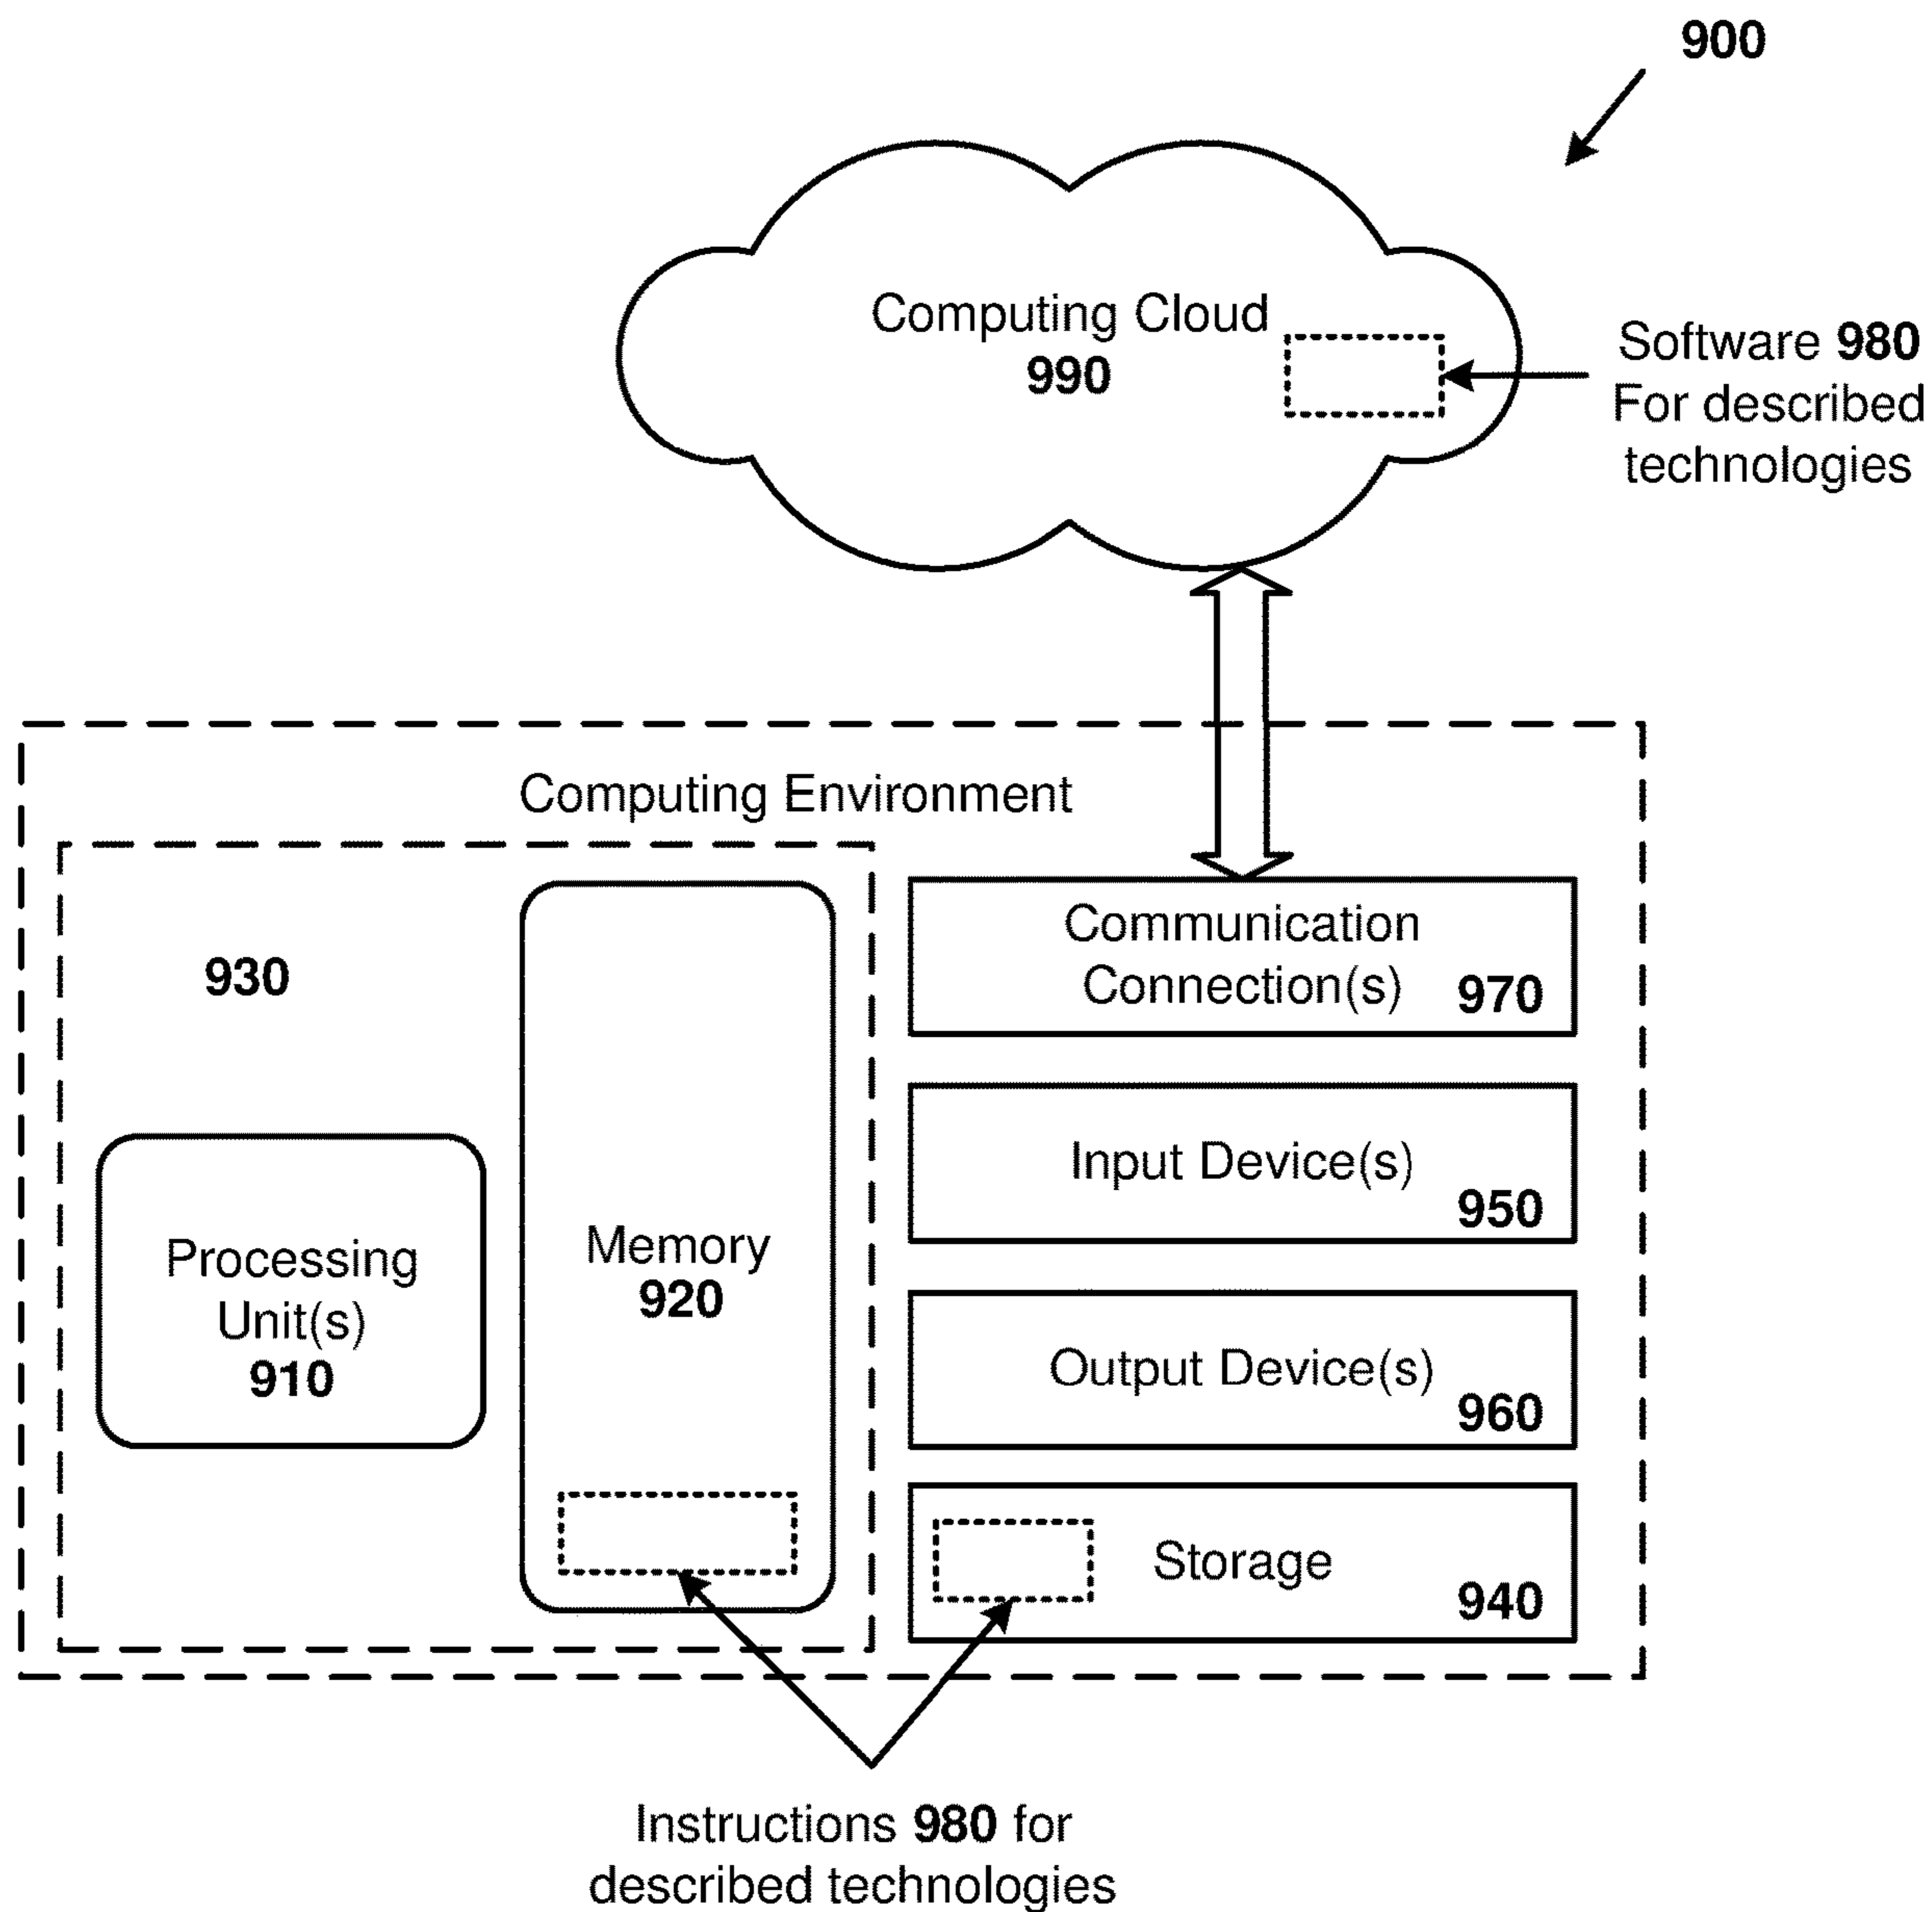 900
Computing Cloud
990
Software 980
For described
technologies
Computing Environment
930
Processing
Unit(s)
910
Memory
920
Communication
Connection(s) 970
Input Device(s)
950
Output Device(s)
960
Storage
940
Instructions 980 for
described technologies